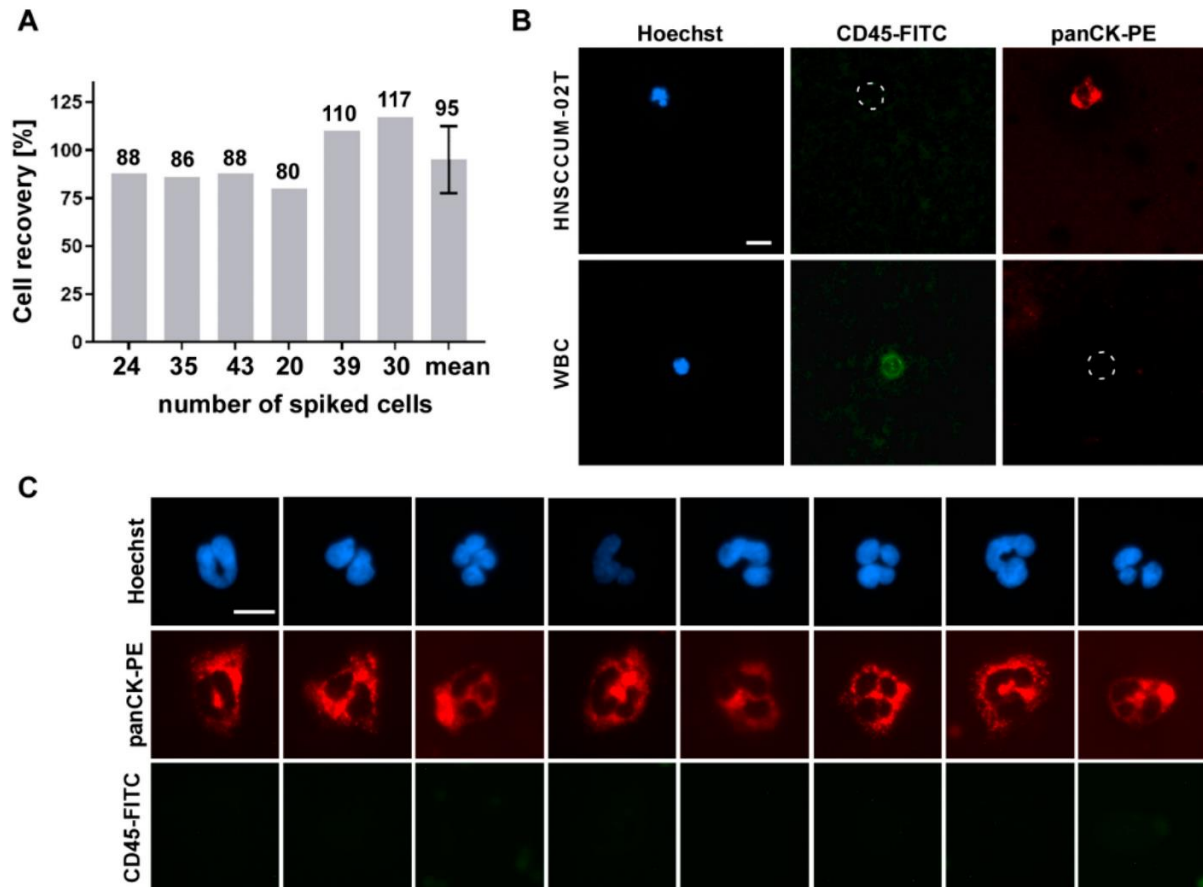 A
Cell recovery [%]
125
100
75
50
25
0
88
86
88
80
110
117
95
24 35 43 20 39 30 mean
number of spiked cells
B
Hoechst CD45-FITC panCK-PE
HNSCCUM-02T
WBC
C
Hoechst
panCK-PE
CD45-FITC